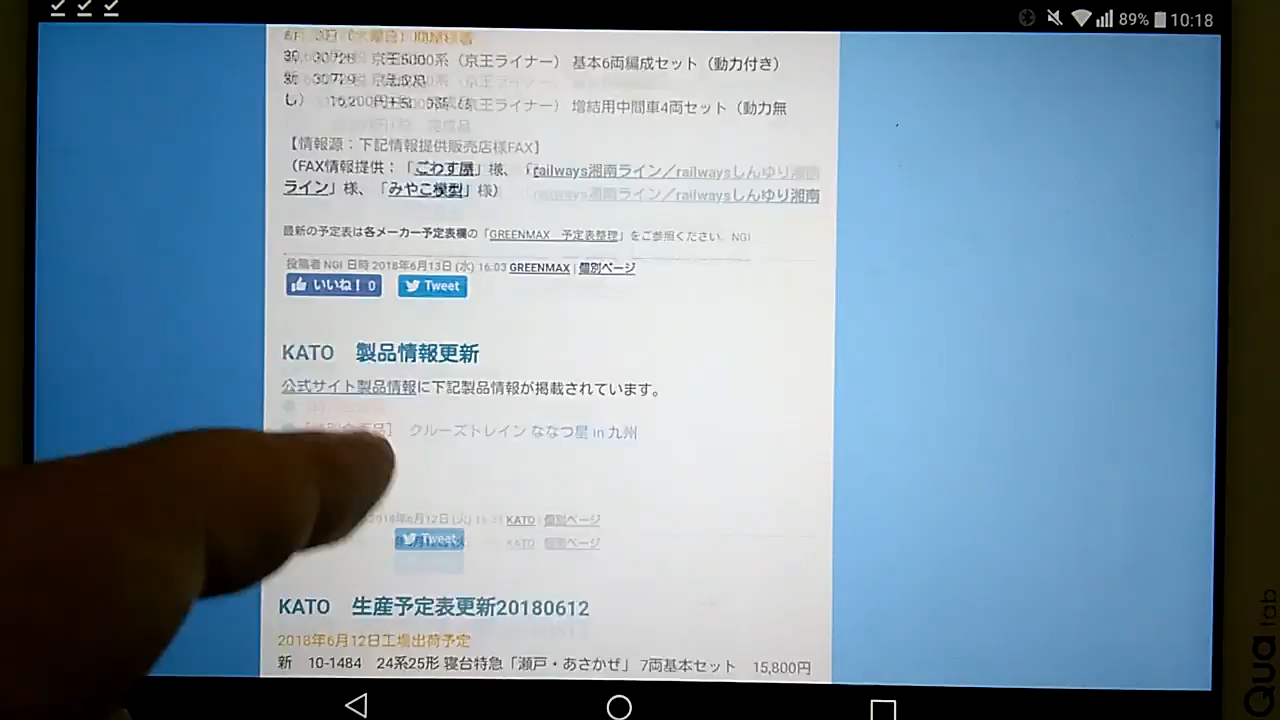 89% 10:18
京王5000系（京王ライナー） 基本6両編成セット（動力付き）
増結用中間車4両セット（動力無
し）
【情報源：下記情報提供販売店様FAX】
（FAX情報提供：「ごわす屋」様、「railways湘南ライン／railwaysしんゆり湘南
ライン」様、「みやこ模型」様）
最新の予定表は各メーカー予定表欄の「GREENMAX 予定表整理」をご参照ください。NGI
投稿者 NGI 日時 2018年6月13日 (水) 16:03 GREENMAX | 個別ページ
いいね！ 0 Tweet
KATO 製品情報更新
公式サイト製品情報に下記製品情報が掲載されています。
クルーズトレイン ななつ星 in 九州
2018年6月12日 (火) KATO | 個別ページ
Tweet
KATO 生産予定表更新20180612
2018年6月12日工場出荷予定
新 10-1484 24系25形 寝台特急「瀬戸・あさかぜ」 7両基本セット 15,800円
Qua tab